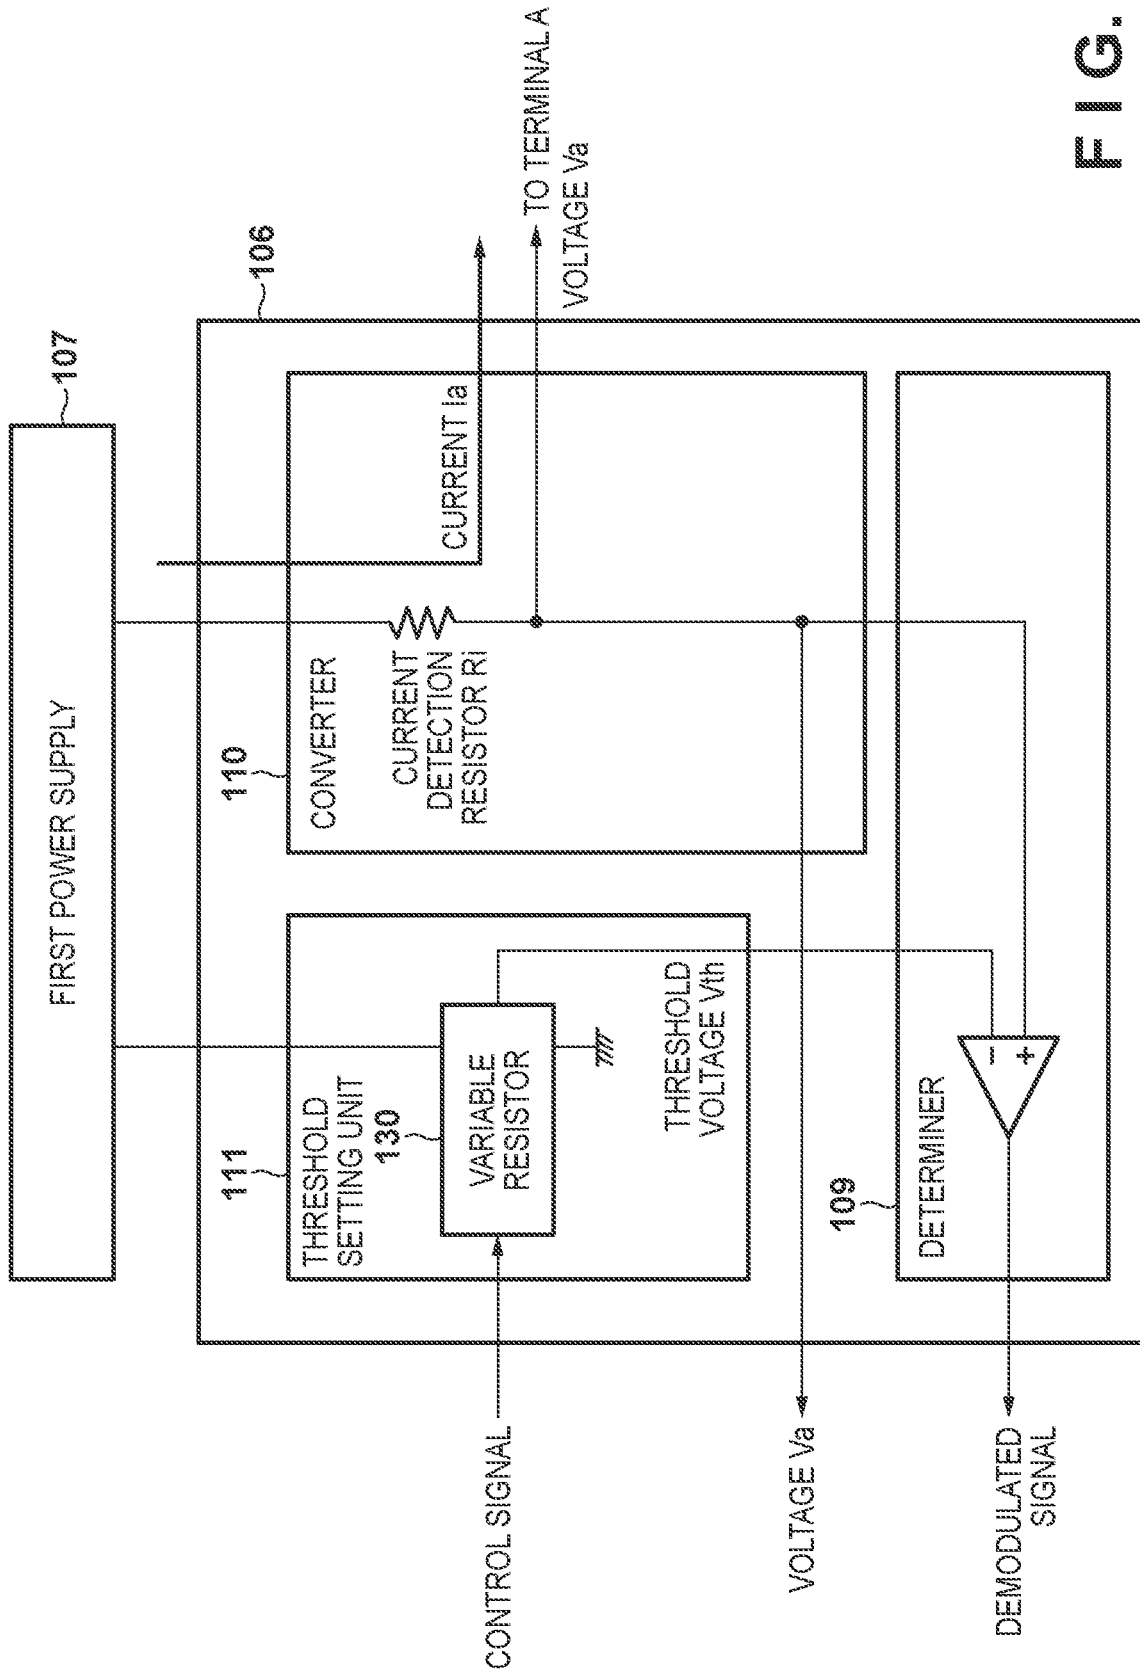 FIRST POWER SUPPLY
107
106
111
THRESHOLD
SETTING UNIT
130
VARIABLE
RESISTOR
THRESHOLD
VOLTAGE Vth
110
CONVERTER
CURRENT
DETECTION
RESISTOR Ri
CURRENT Ia
TO TERMINAL A
VOLTAGE Va
CONTROL SIGNAL
VOLTAGE Va
109
DETERMINER
−
+
DEMODULATED
SIGNAL
FIG.